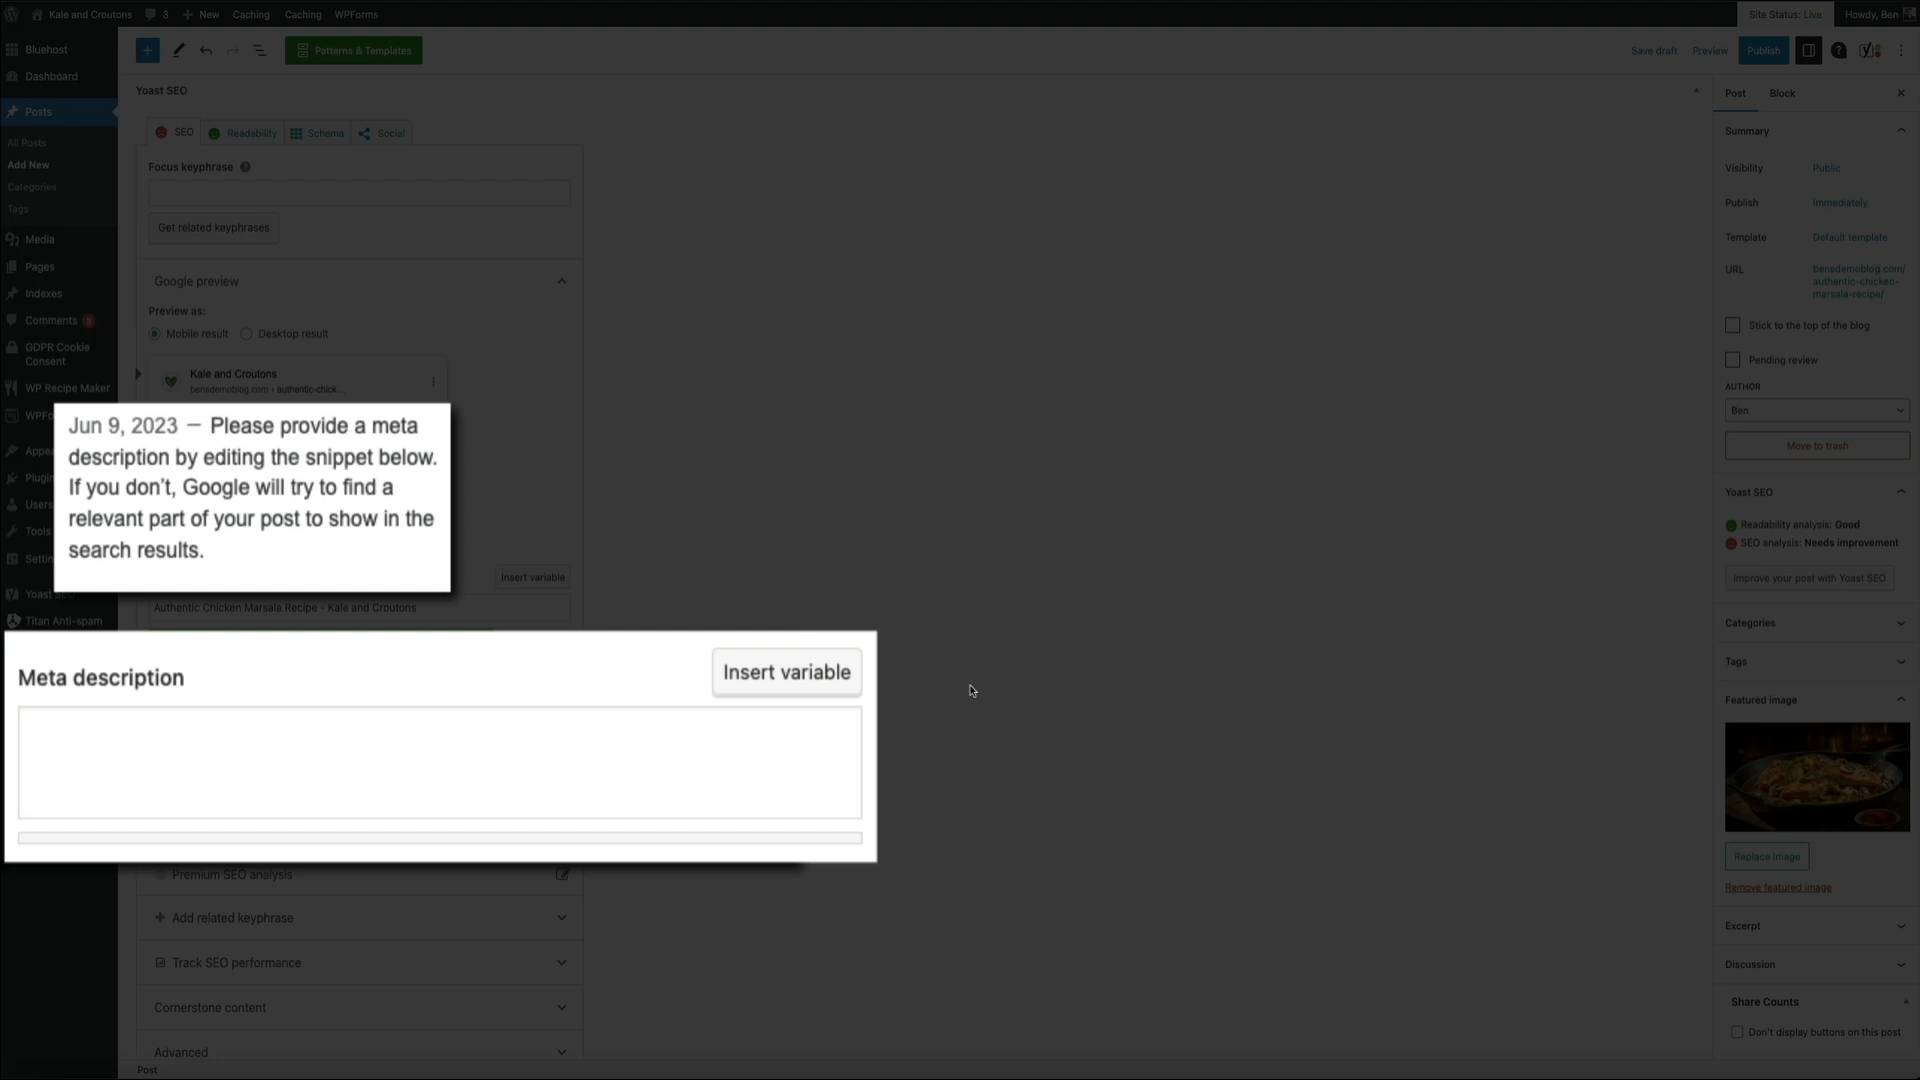 Kale and Croutons
3
New
Caching
Caching
WPForms
Site Status: Live
Howdy, Ben
Bluehost
Dashboard
Posts
All Posts
Add New
Categories
Tags
Media
Pages
Indexes
Comments
GDPR Cookie
Consent
WP Recipe Maker
WPFo
Appea
Plugin
Users
Tools
Settin
Yoast SE
Titan Anti-spam
Patterns & Templates
Save draft
Preview
Publish
Yoast SEO
SEO
Readability
Schema
Social
Focus keyphrase
Get related keyphrases
Google preview
Preview as:
Mobile result
Desktop result
Kale and Croutons
bensdemoblog.com › authentic-chick...
Jun 9, 2023 – Please provide a meta
description by editing the snippet below.
If you don't, Google will try to find a
relevant part of your post to show in the
search results.
Insert variable
Authentic Chicken Marsala Recipe - Kale and Croutons
Meta description
Insert variable
Premium SEO analysis
Add related keyphrase
Track SEO performance
Cornerstone content
Advanced
Post
Post
Block
Summary
Visibility
Public
Publish
Immediately
Template
Default template
URL
bensdemoblog.com/
authentic-chicken-
marsala-recipe/
Stick to the top of the blog
Pending review
AUTHOR
Ben
Move to trash
Yoast SEO
Readability analysis: Good
SEO analysis: Needs improvement
Improve your post with Yoast SEO
Categories
Tags
Featured image
Replace Image
Remove featured image
Excerpt
Discussion
Share Counts
Don't display buttons on this post